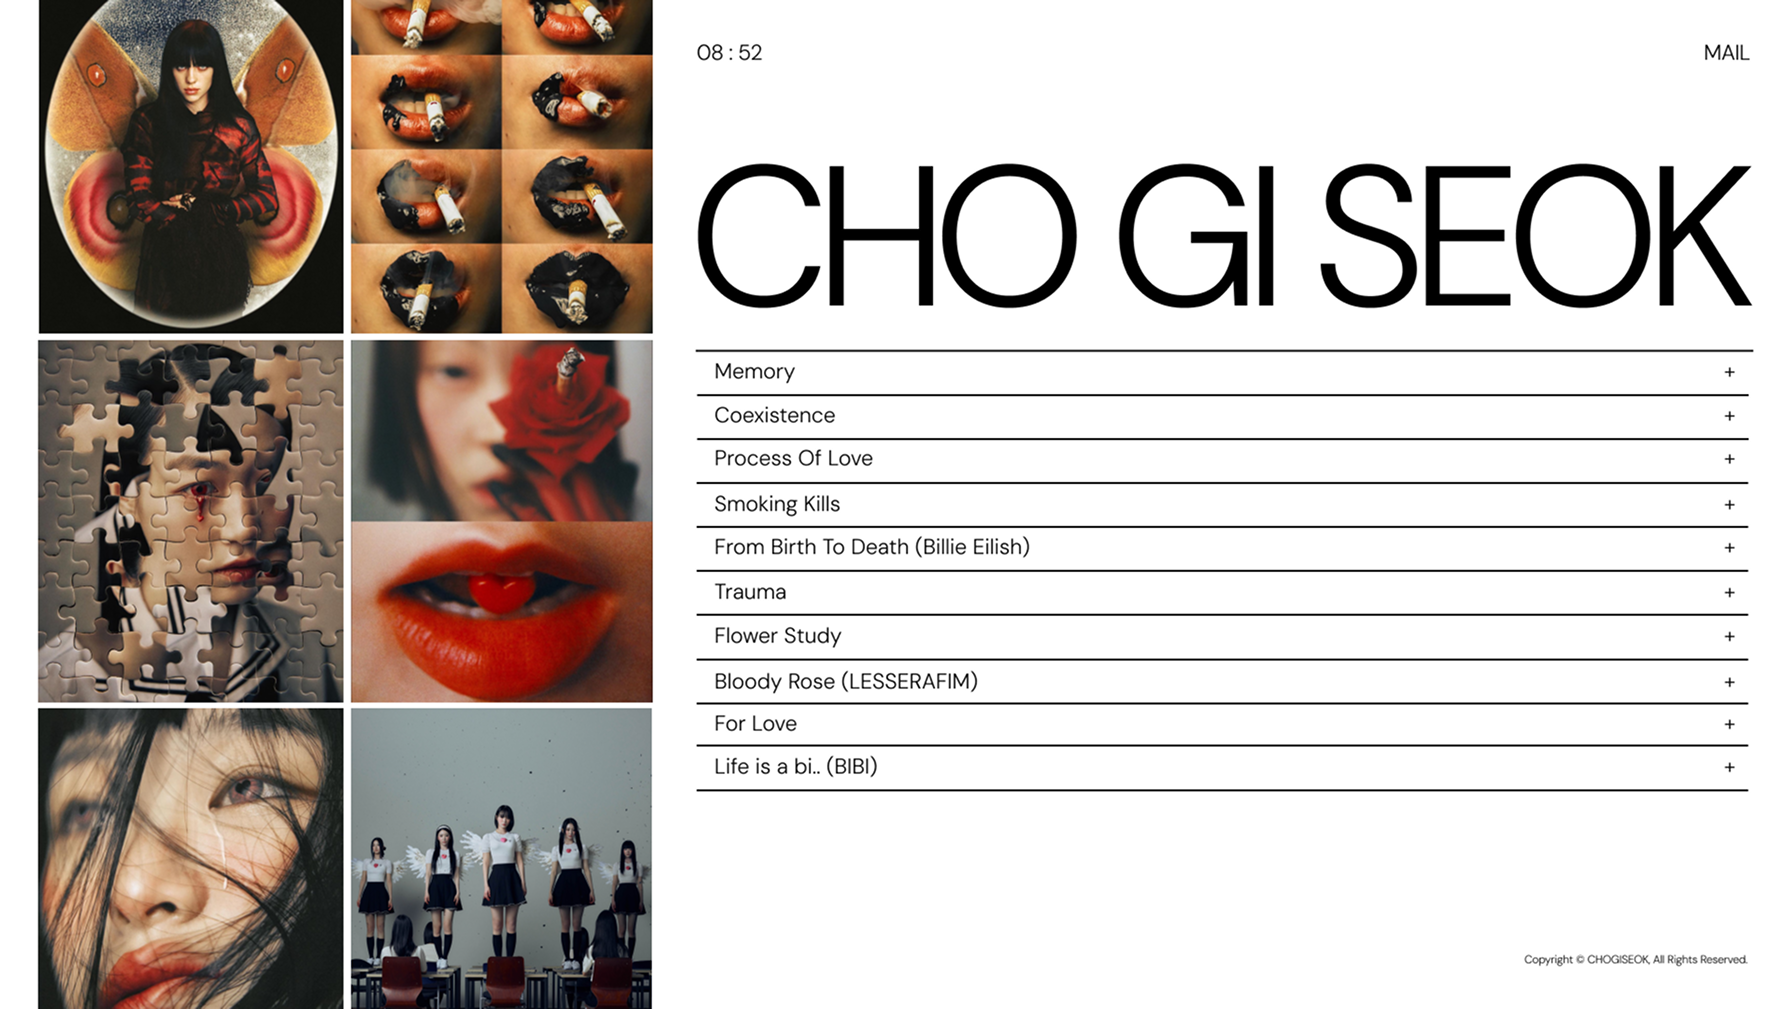 08 : 52
MAIL
CHO GI SEOK
Memory +
Coexistence +
Process Of Love +
Smoking Kills +
From Birth To Death (Billie Eilish) +
Trauma +
Flower Study +
Bloody Rose (LESSERAFIM) +
For Love +
Life is a bi.. (BIBI) +
Copyright © CHOGISEOK, All Rights Reserved.